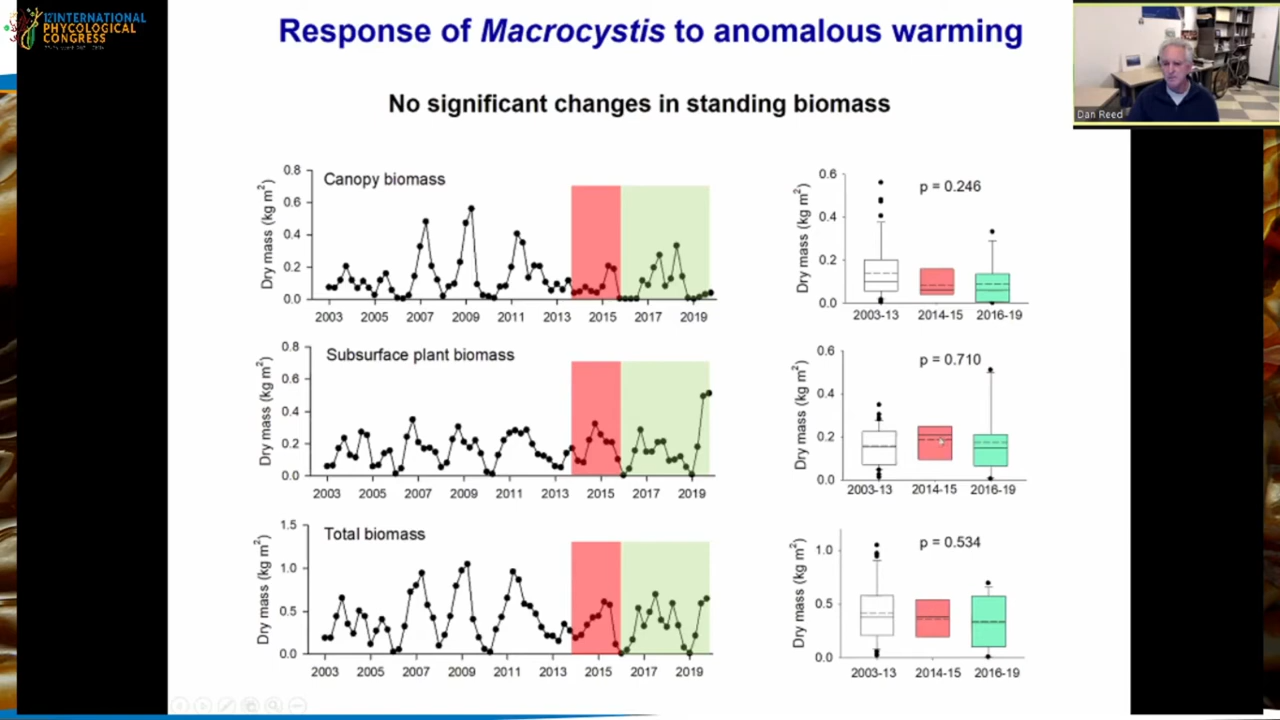 12th INTERNATIONAL
PHYCOLOGICAL
CONGRESS
Response of Macrocystis to anomalous warming
No significant changes in standing biomass
Dan Reed
Canopy biomass
Dry mass (kg m²)
0.8
0.6
0.4
0.2
0.0
2003 2005 2007 2009 2011 2013 2015 2017 2019
p = 0.246
Dry mass (kg m²)
0.6
0.4
0.2
0.0
2003-13 2014-15 2016-19
Subsurface plant biomass
Dry mass (kg m²)
0.8
0.6
0.4
0.2
0.0
2003 2005 2007 2009 2011 2013 2015 2017 2019
p = 0.710
Dry mass (kg m²)
0.6
0.4
0.2
0.0
2003-13 2014-15 2016-19
Total biomass
Dry mass (kg m²)
1.5
1.0
0.5
0.0
2003 2005 2007 2009 2011 2013 2015 2017 2019
p = 0.534
Dry mass (kg m²)
1.0
0.5
0.0
2003-13 2014-15 2016-19